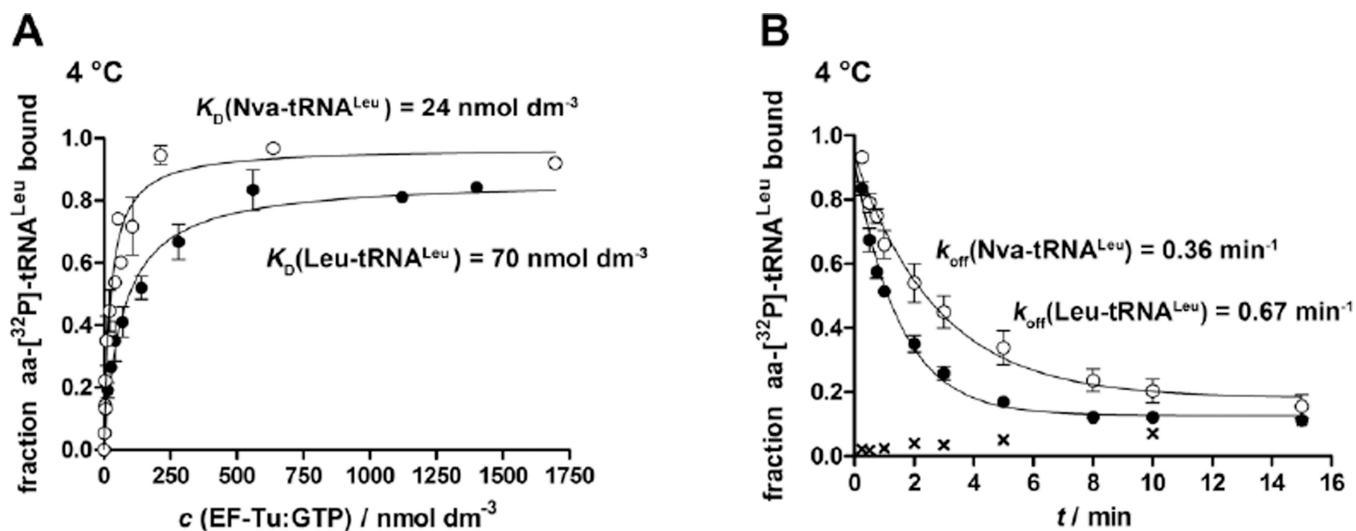 A
4 °C
K_D(Nva-tRNA^Leu) = 24 nmol dm^-3
K_D(Leu-tRNA^Leu) = 70 nmol dm^-3
fraction aa-[^32P]-tRNA^Leu bound
1.0
0.8
0.6
0.4
0.2
0.0
0 250 500 750 1000 1250 1500 1750
c (EF-Tu:GTP) / nmol dm^-3
B
4 °C
k_off(Nva-tRNA^Leu) = 0.36 min^-1
k_off(Leu-tRNA^Leu) = 0.67 min^-1
fraction aa-[^32P]-tRNA^Leu bound
1.0
0.8
0.6
0.4
0.2
0.0
0 2 4 6 8 10 12 14 16
t / min